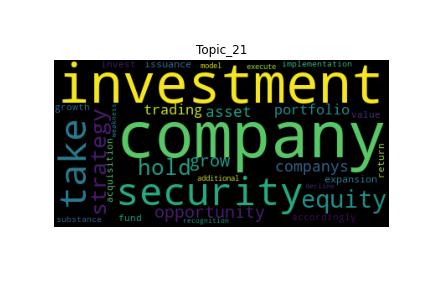 Topic_21
invest issuance model execute implementation
investment
growth trading asset portfolio value
take strategy acquisition weakness company return
hold grow companys
additional expansion
security decline equity
opportunity
substance fund recognition accordingly